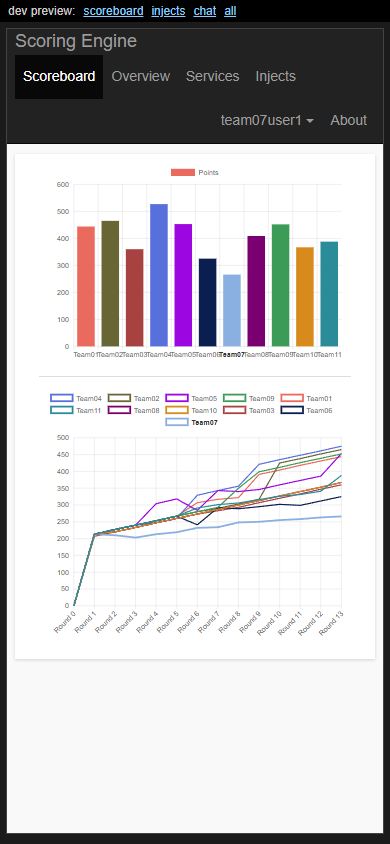 dev preview: scoreboard injects chat all
Scoring Engine
Scoreboard Overview Services Injects
team07user1 About
Points
600
500
400
300
200
100
0
Team01 Team02 Team03 Team04 Team05 Team06 Team07 Team08 Team09 Team10 Team11
Team04 Team02 Team05 Team09 Team01
Team11 Team08 Team10 Team03 Team06
Team07
500
450
400
350
300
250
200
150
100
50
0
Round 0 Round 1 Round 2 Round 3 Round 4 Round 5 Round 6 Round 7 Round 8 Round 9 Round 10 Round 11 Round 12 Round 13